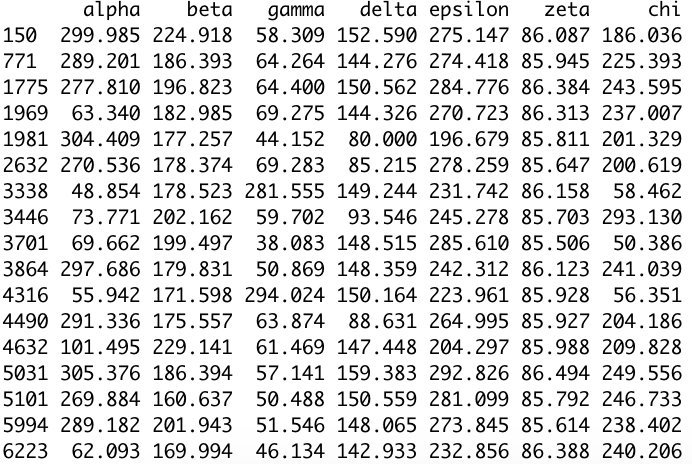 alpha beta gamma delta epsilon zeta chi
150 299.985 224.918 58.309 152.590 275.147 86.087 186.036
771 289.201 186.393 64.264 144.276 274.418 85.945 225.393
1775 277.810 196.823 64.400 150.562 284.776 86.384 243.595
1969 63.340 182.985 69.275 144.326 270.723 86.313 237.007
1981 304.409 177.257 44.152 80.000 196.679 85.811 201.329
2632 270.536 178.374 69.283 85.215 278.259 85.647 200.619
3338 48.854 178.523 281.555 149.244 231.742 86.158 58.462
3446 73.771 202.162 59.702 93.546 245.278 85.703 293.130
3701 69.662 199.497 38.083 148.515 285.610 85.506 50.386
3864 297.686 179.831 50.869 148.359 242.312 86.123 241.039
4316 55.942 171.598 294.024 150.164 223.961 85.928 56.351
4490 291.336 175.557 63.874 88.631 264.995 85.927 204.186
4632 101.495 229.141 61.469 147.448 204.297 85.988 209.828
5031 305.376 186.394 57.141 159.383 292.826 86.494 249.556
5101 269.884 160.637 50.488 150.559 281.099 85.792 246.733
5994 289.182 201.943 51.546 148.065 273.845 85.614 238.402
6223 62.093 169.994 46.134 142.933 232.856 86.388 240.206